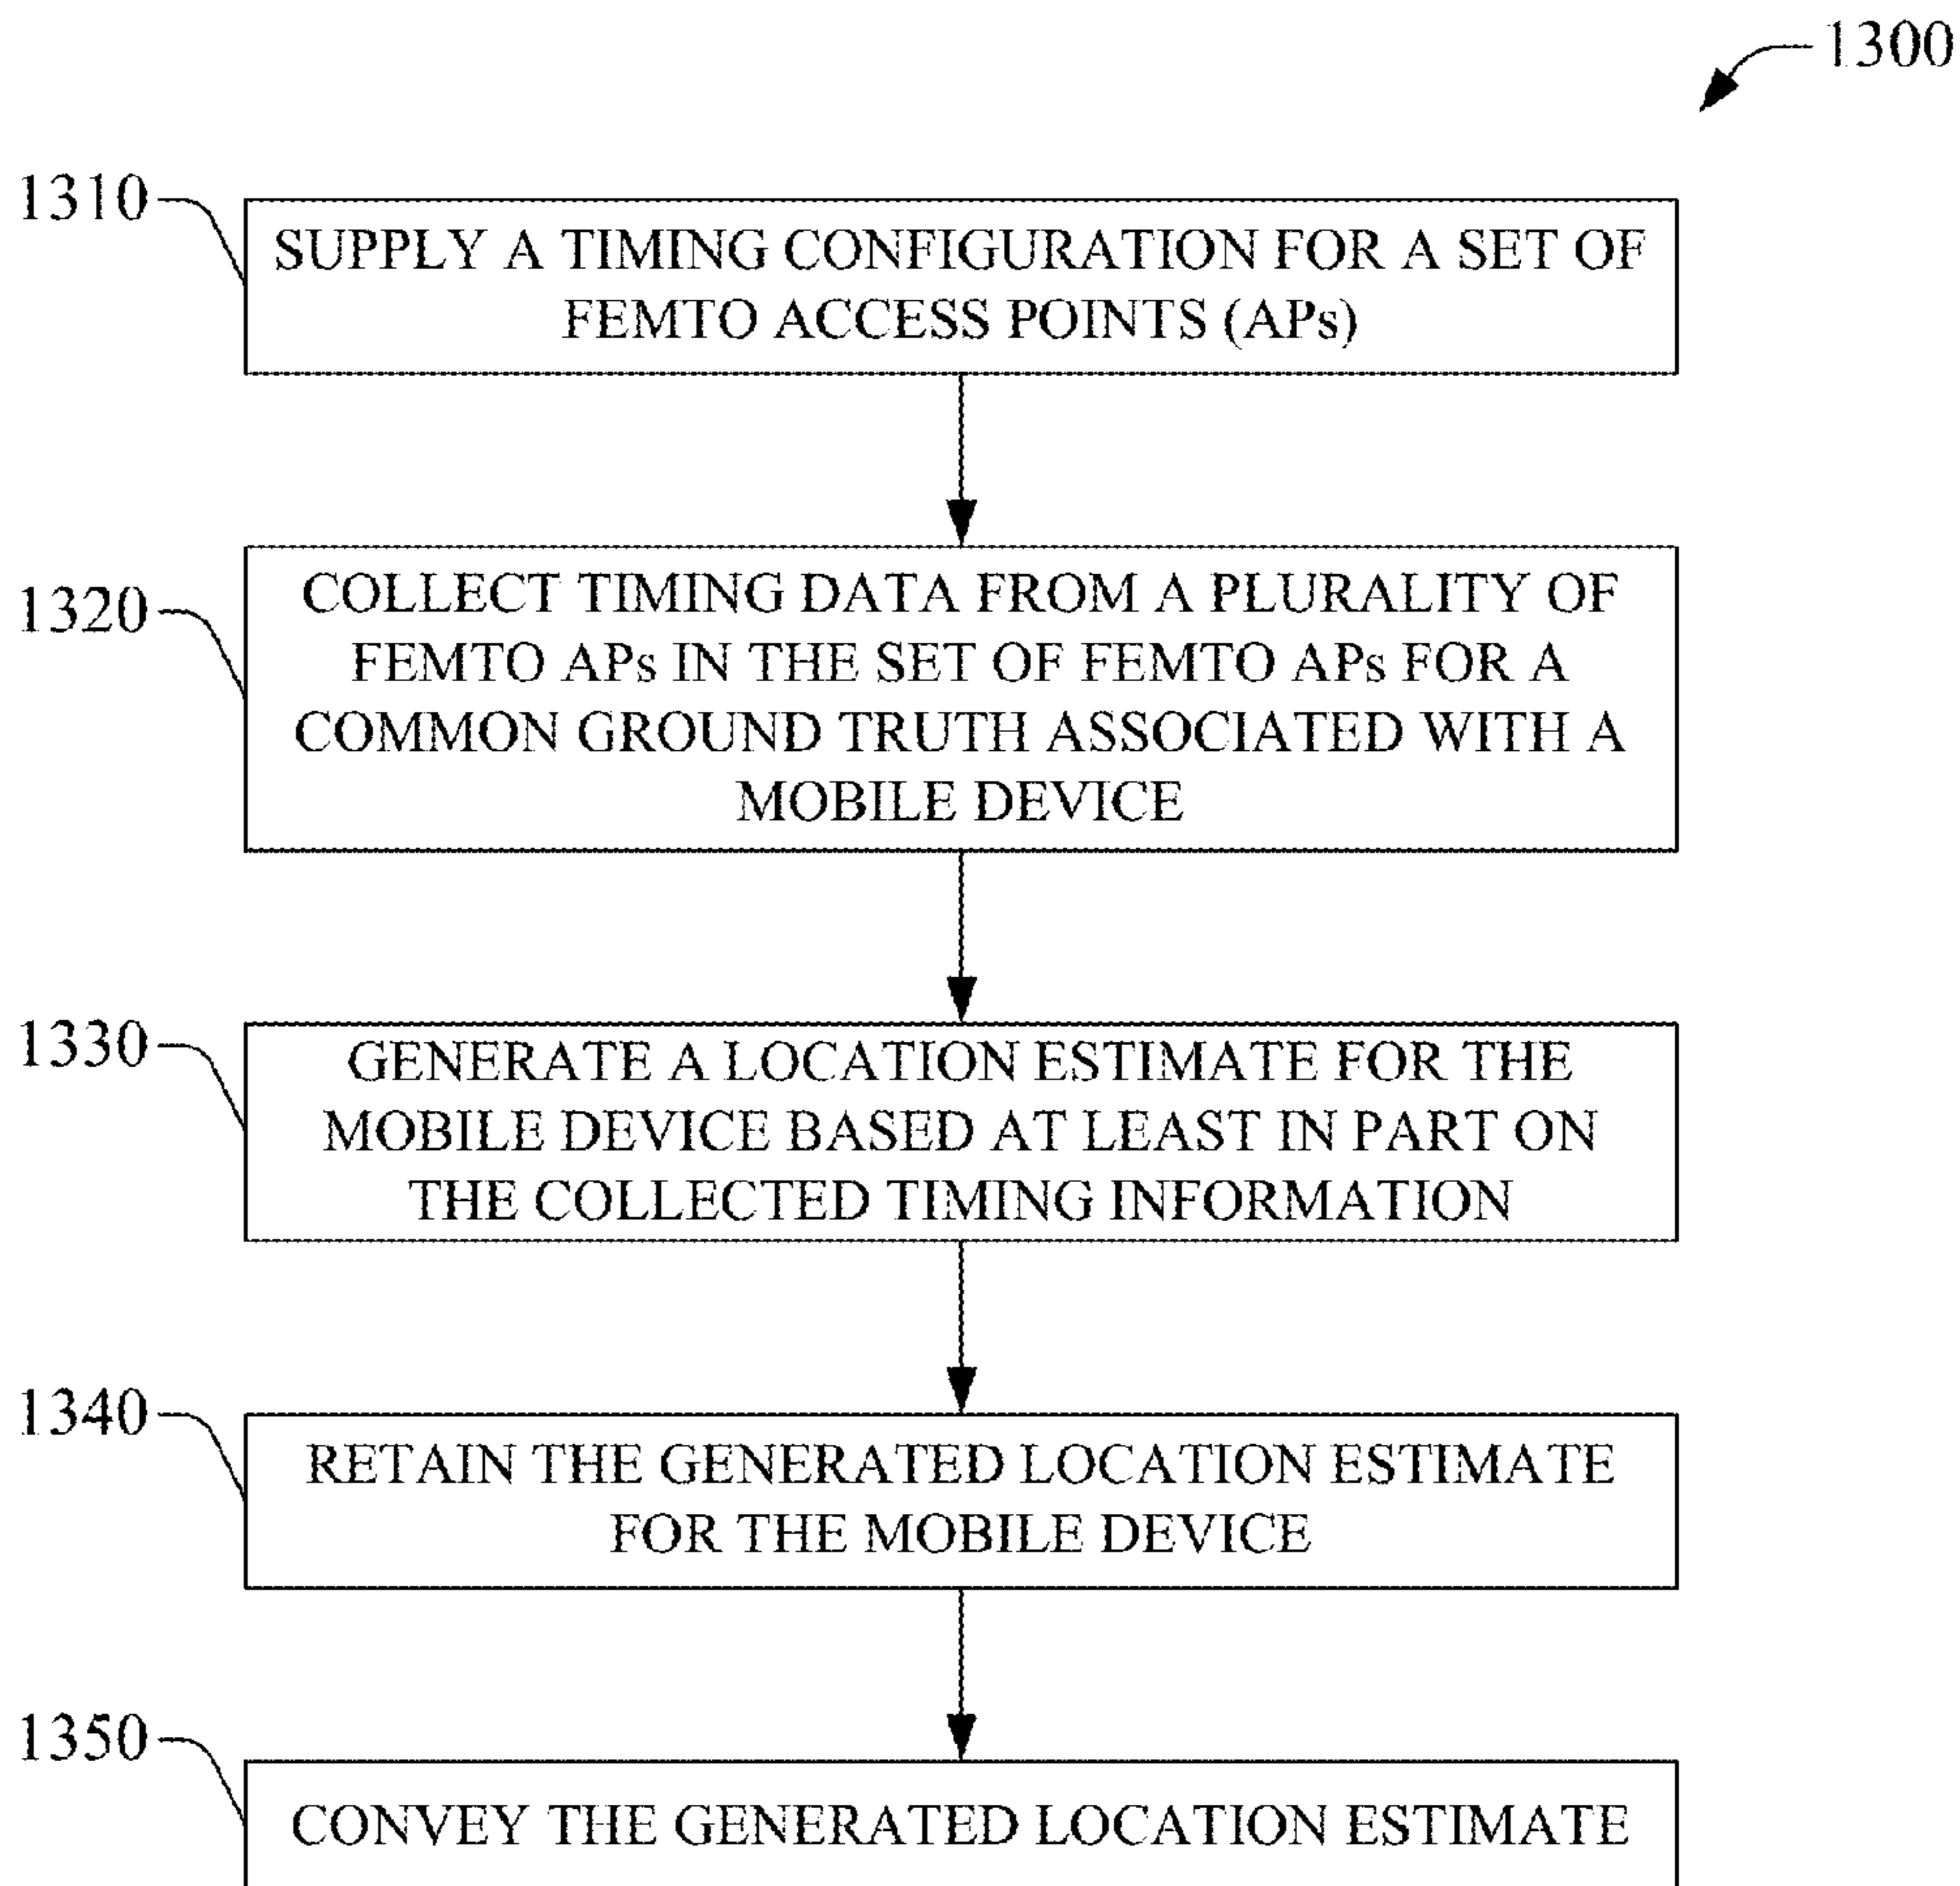 1300
1310
SUPPLY A TIMING CONFIGURATION FOR A SET OF
FEMTO ACCESS POINTS (APs)
1320
COLLECT TIMING DATA FROM A PLURALITY OF
FEMTO APs IN THE SET OF FEMTO APs FOR A
COMMON GROUND TRUTH ASSOCIATED WITH A
MOBILE DEVICE
1330
GENERATE A LOCATION ESTIMATE FOR THE
MOBILE DEVICE BASED AT LEAST IN PART ON
THE COLLECTED TIMING INFORMATION
1340
RETAIN THE GENERATED LOCATION ESTIMATE
FOR THE MOBILE DEVICE
1350
CONVEY THE GENERATED LOCATION ESTIMATE